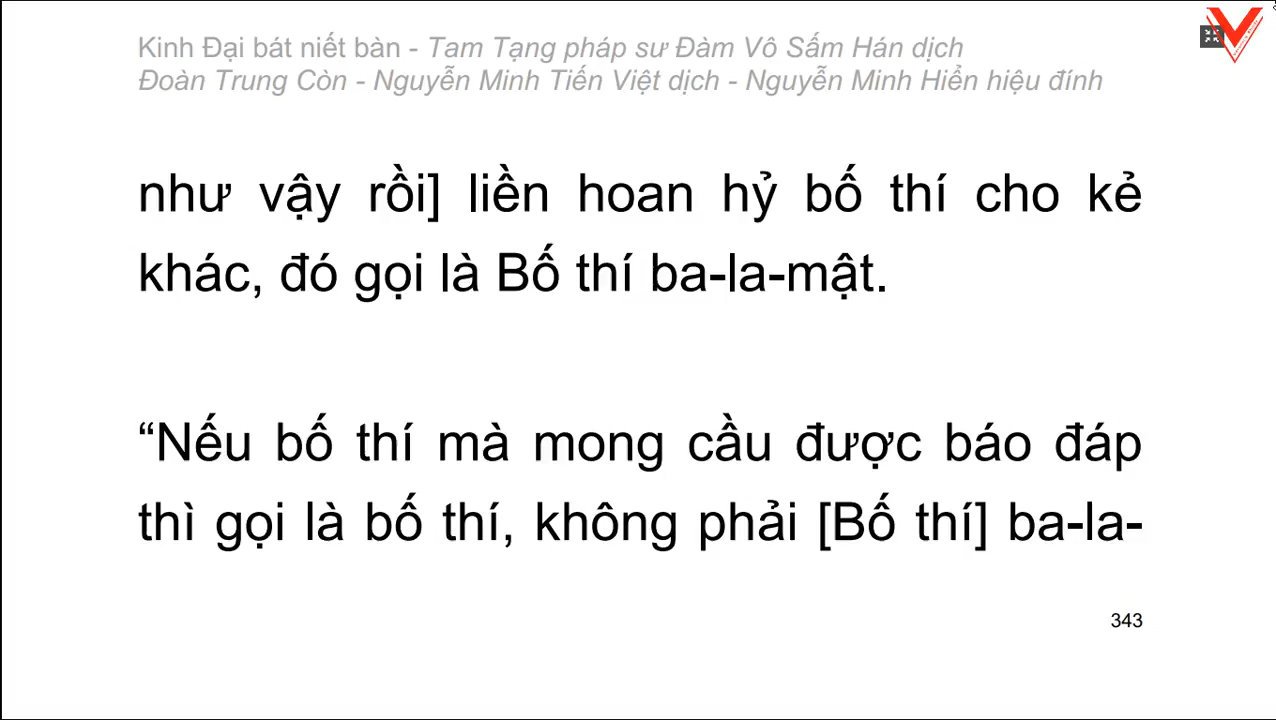 Kinh Đại bát niết bàn - Tam Tạng pháp sư Đàm Vô Sấm Hán dịch
Đoàn Trung Còn - Nguyễn Minh Tiến Việt dịch - Nguyễn Minh Hiển hiệu đính
như vậy rồi] liền hoan hỷ bố thí cho kẻ
khác, đó gọi là Bố thí ba-la-mật.
“Nếu bố thí mà mong cầu được báo đáp
thì gọi là bố thí, không phải [Bố thí] ba-la-
343